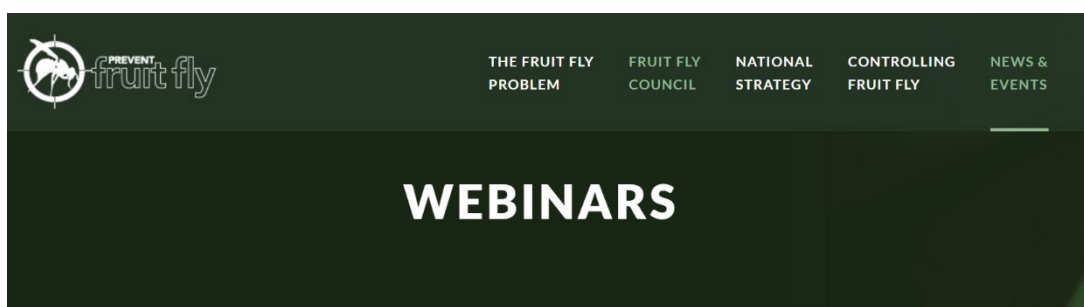 PREVENT
fruit fly
THE FRUIT FLY
PROBLEM
FRUIT FLY
COUNCIL
NATIONAL
STRATEGY
CONTROLLING
FRUIT FLY
NEWS &
EVENTS
WEBINARS